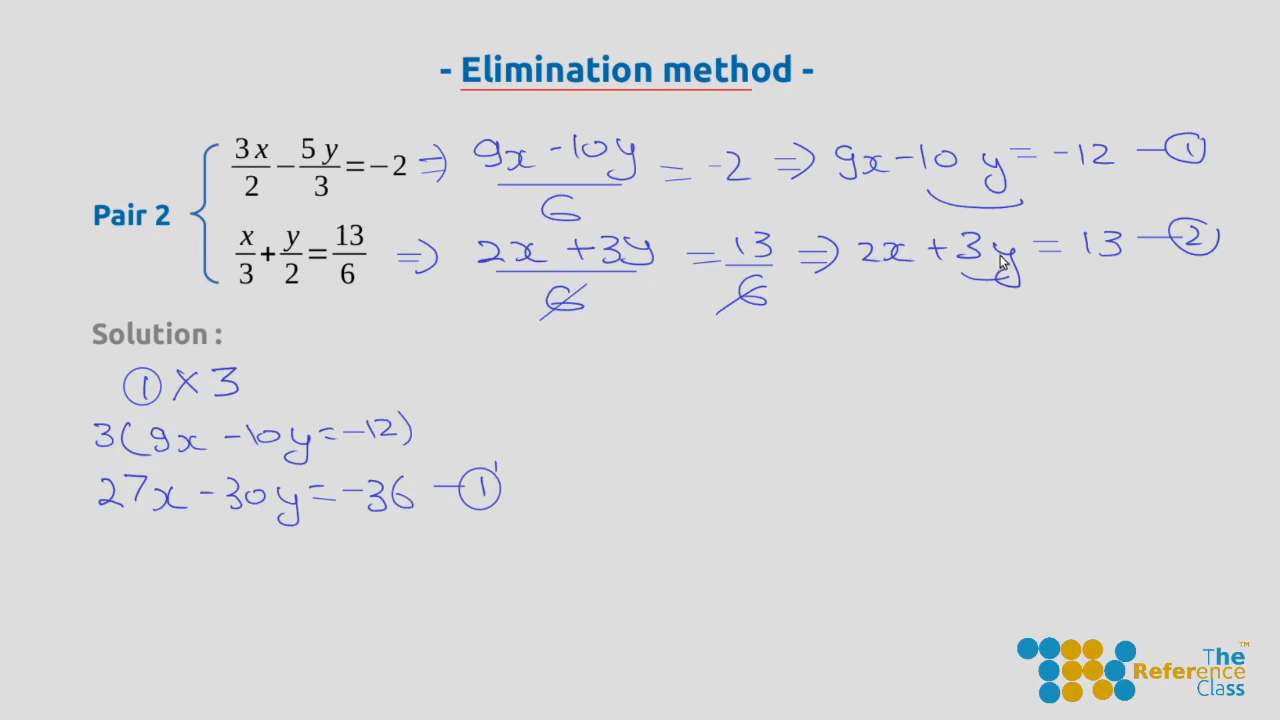 - Elimination method -
Pair 2
3x/2 − 5y/3 = −2 ⇒ 9x - 10y/6 = -2 ⇒ 9x - 10y = -12 — ①
x/3 + y/2 = 13/6 ⇒ 2x + 3y/6 = 13/6 ⇒ 2x + 3y = 13 — ②
Solution :
① × 3
3(9x - 10y = -12)
27x - 30y = -36 — ①'
The™
Reference
Class